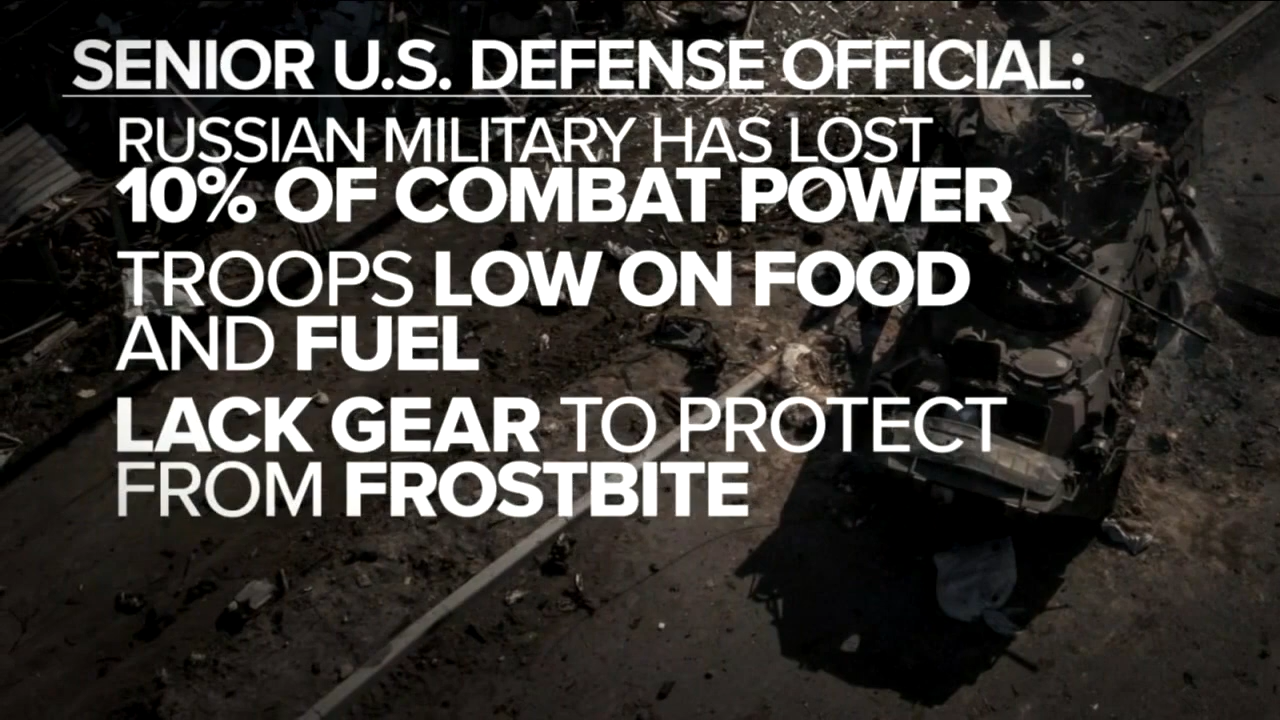 SENIOR U.S. DEFENSE OFFICIAL:
RUSSIAN MILITARY HAS LOST
10% OF COMBAT POWER
TROOPS LOW ON FOOD
AND FUEL
LACK GEAR TO PROTECT
FROM FROSTBITE